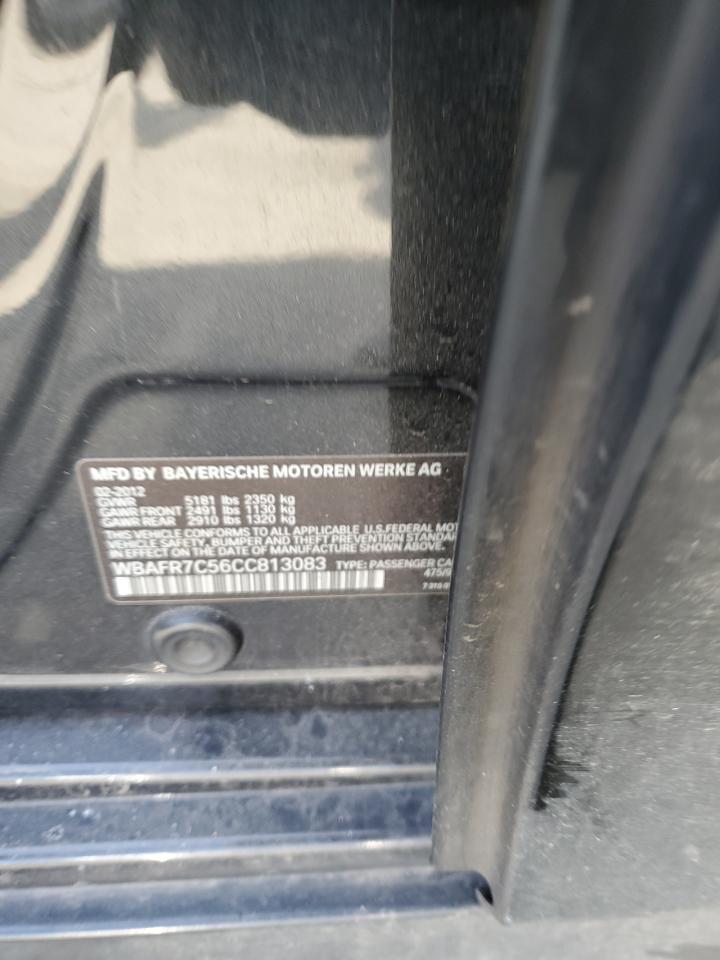 MFD BY BAYERISCHE MOTOREN WERKE AG
02-2012
GVWR 5181 lbs 2350 kg
GAWR FRONT 2491 lbs 1130 kg
GAWR REAR 2910 lbs 1320 kg
THIS VEHICLE CONFORMS TO ALL APPLICABLE U.S.FEDERAL MOT
VEHICLE SAFETY, BUMPER AND THEFT PREVENTION STANDA
IN EFFECT ON THE DATE OF MANUFACTURE SHOWN ABOVE.
WBAFR7C56CC813083 TYPE: PASSENGER CA
475/9